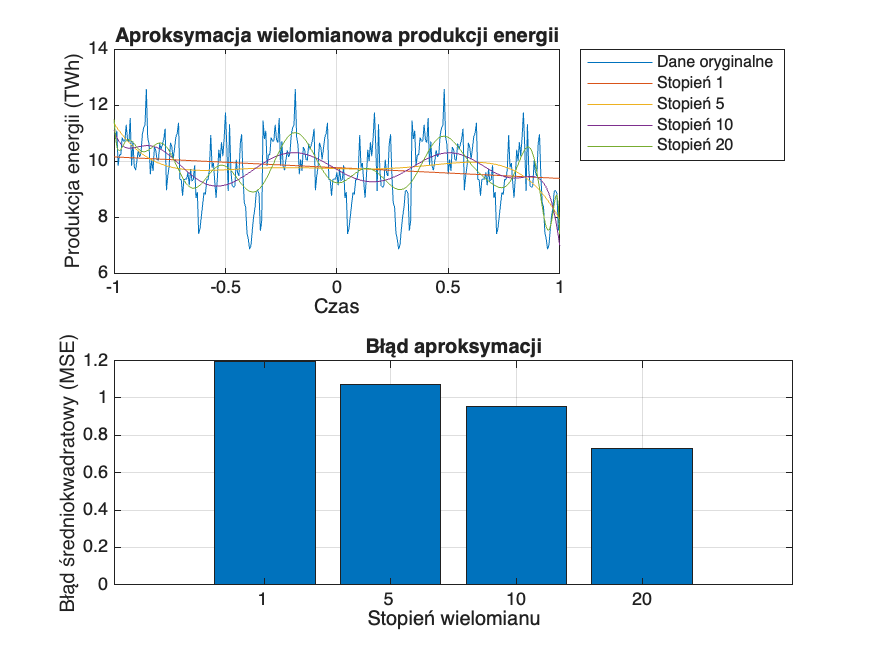 Aproksymacja wielomianowa produkcji energii
Produkcja energii (TWh)
14
12
10
8
6
-1
-0.5
0
0.5
1
Czas
Dane oryginalne
Stopień 1
Stopień 5
Stopień 10
Stopień 20
Błąd aproksymacji
Błąd średniokwadratowy (MSE)
1.2
1
0.8
0.6
0.4
0.2
0
1
5
10
20
Stopień wielomianu